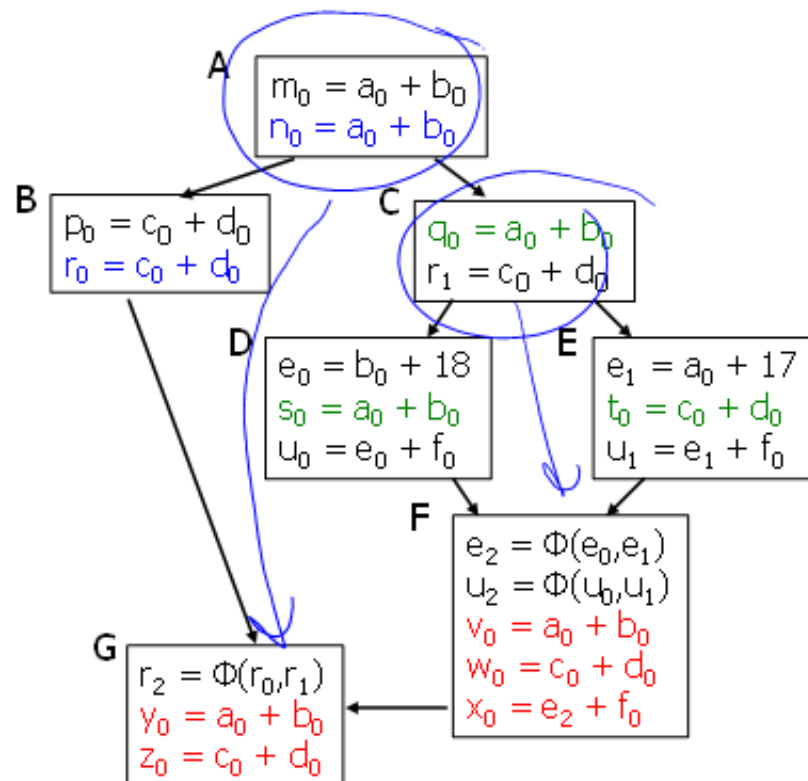 A
m₀ = a₀ + b₀
n₀ = a₀ + b₀
B
p₀ = c₀ + d₀
r₀ = c₀ + d₀
C
q₀ = a₀ + b₀
r₁ = c₀ + d₀
D
e₀ = b₀ + 18
s₀ = a₀ + b₀
u₀ = e₀ + f₀
E
e₁ = a₀ + 17
t₀ = c₀ + d₀
u₁ = e₁ + f₀
F
e₂ = Φ(e₀,e₁)
u₂ = Φ(u₀,u₁)
v₀ = a₀ + b₀
w₀ = c₀ + d₀
x₀ = e₂ + f₀
G
r₂ = Φ(r₀,r₁)
y₀ = a₀ + b₀
z₀ = c₀ + d₀